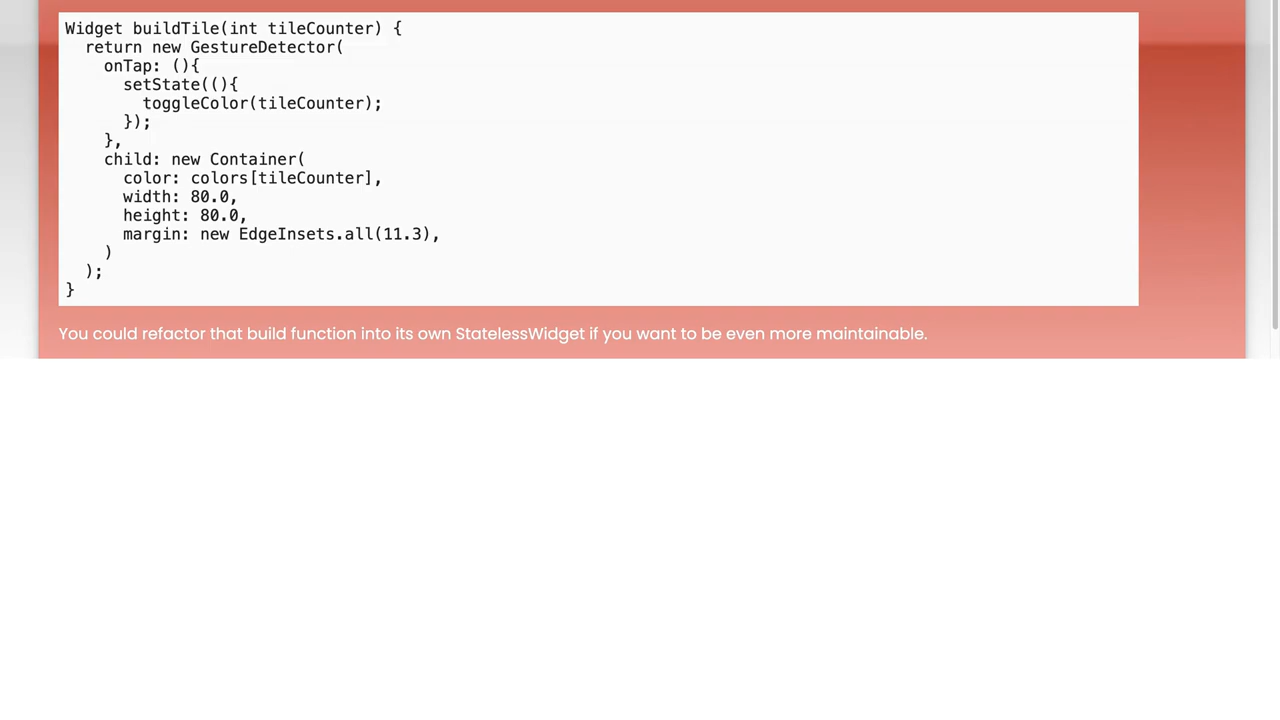 Widget buildTile(int tileCounter) {
  return new GestureDetector(
    onTap: (){
      setState((){
        toggleColor(tileCounter);
      });
    },
    child: new Container(
      color: colors[tileCounter],
      width: 80.0,
      height: 80.0,
      margin: new EdgeInsets.all(11.3),
    )
  );
}
You could refactor that build function into its own StatelessWidget if you want to be even more maintainable.